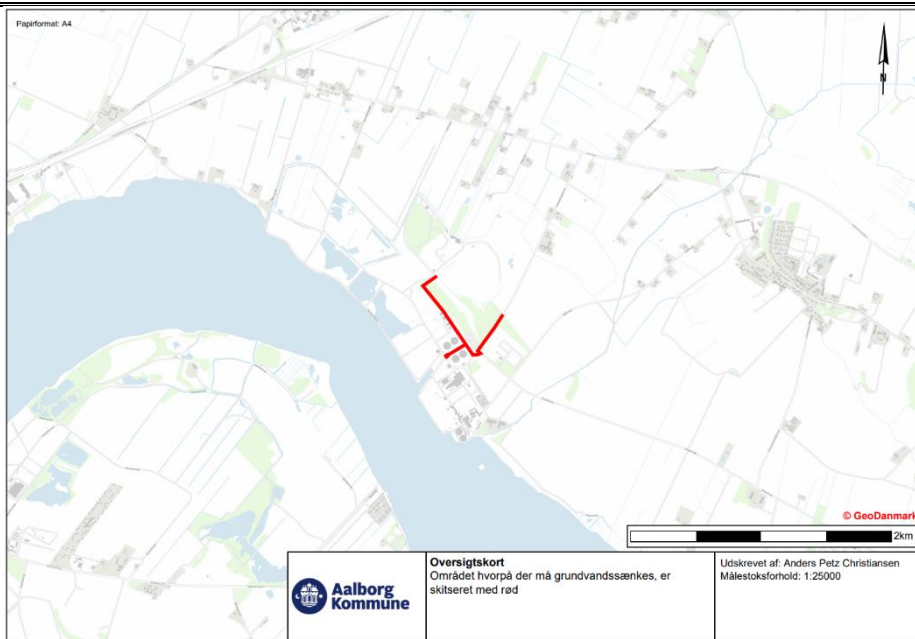 Papirformat: A4
N
© GeoDanmark
2km
Aalborg
Kommune
Oversigtskort
Området hvorpå der må grundvandssænkes, er
skitseret med rød
Udskrevet af: Anders Petz Christiansen
Målestoksforhold: 1:25000